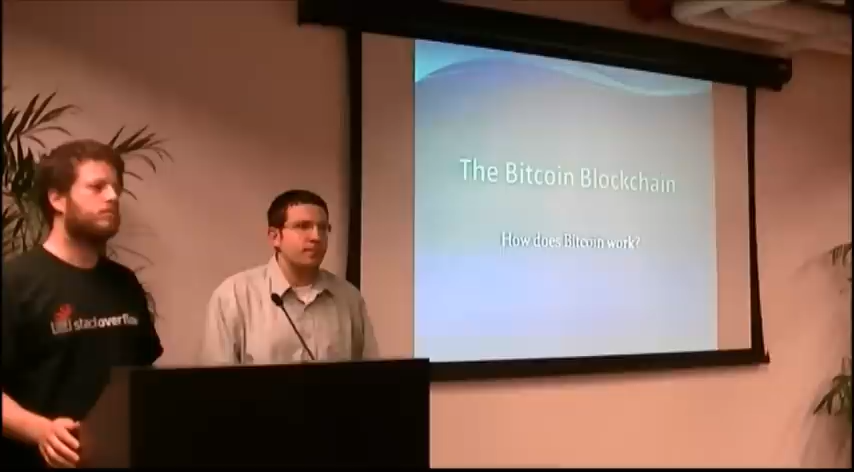 The Bitcoin Blockchain
How does Bitcoin work?
stackoverflow